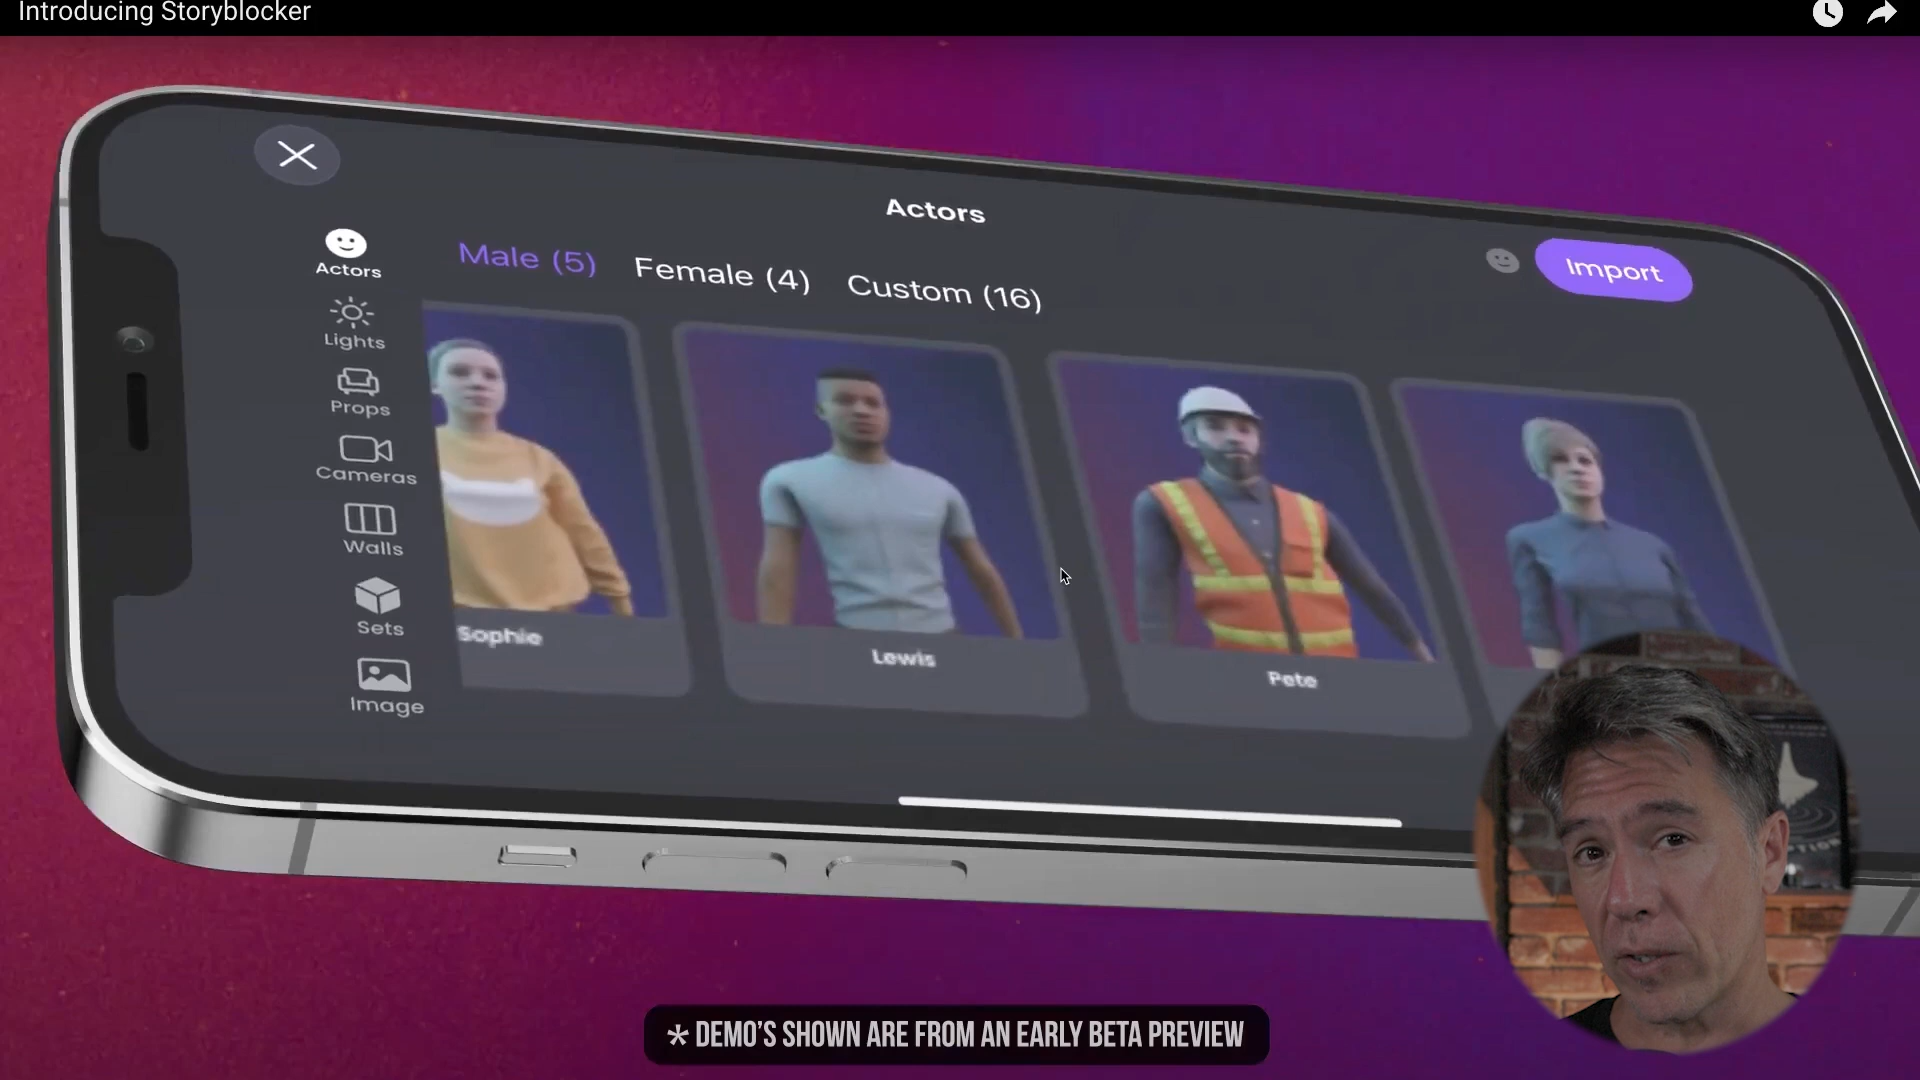 Introducing Storyblocker
Actors
Import
Male (5) Female (4) Custom (16)
Actors
Lights
Props
Cameras
Walls
Sets
Image
Sophie
Lewis
Pete
* DEMO'S SHOWN ARE FROM AN EARLY BETA PREVIEW